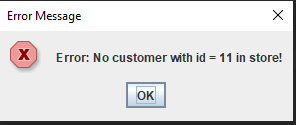 Error Message
Error: No customer with id = 11 in store!
OK